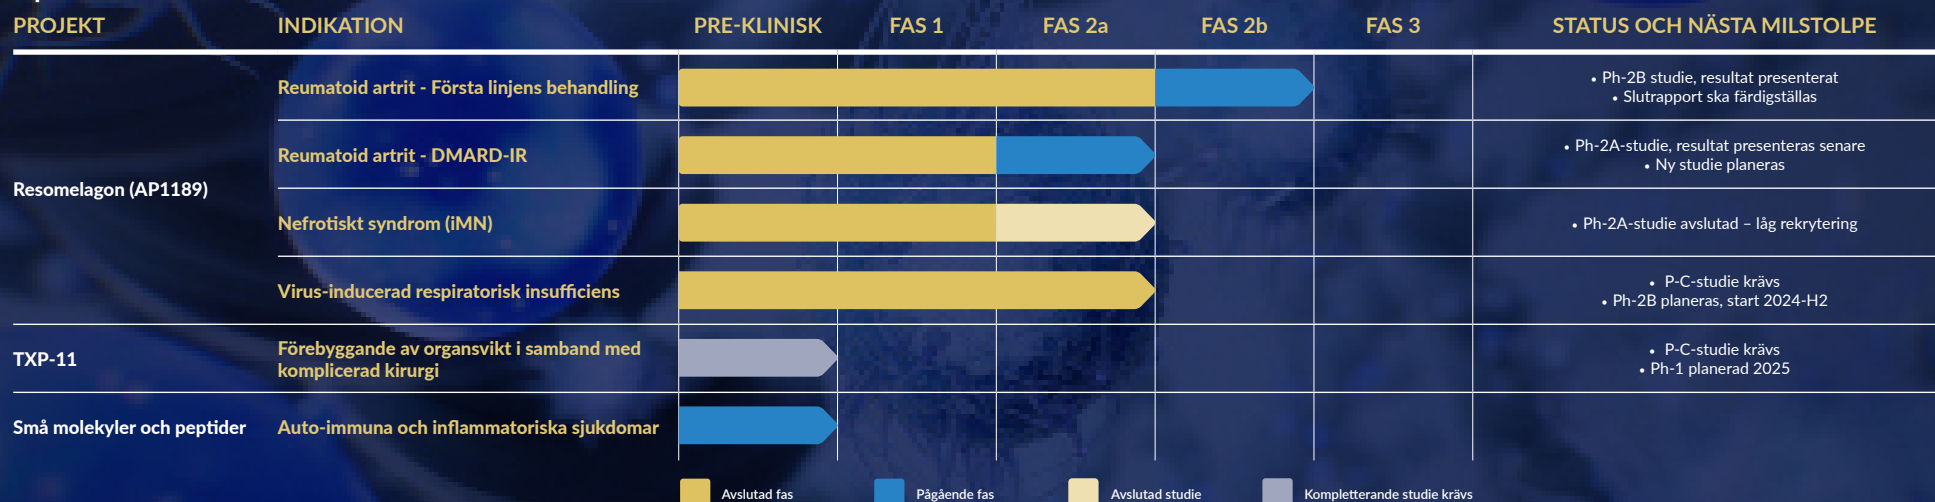 PROJEKT INDIKATION PRE-KLINISK FAS 1 FAS 2a FAS 2b FAS 3 STATUS OCH NÄSTA MILSTOLPE
Reumatoid artrit - Första linjens behandling
• Ph-2B studie, resultat presenterat
• Slutrapport ska färdigställas
Reumatoid artrit - DMARD-IR
• Ph-2A-studie, resultat presenteras senare
• Ny studie planeras
Resomelagon (AP1189)
Nefrotiskt syndrom (iMN)
• Ph-2A-studie avslutad – låg rekrytering
Virus-inducerad respiratorisk insufficiens
• P-C-studie krävs
• Ph-2B planeras, start 2024-H2
TXP-11
Förebyggande av organsvikt i samband med
komplicerad kirurgi
• P-C-studie krävs
• Ph-1 planerad 2025
Små molekyler och peptider Auto-immuna och inflammatoriska sjukdomar
Avslutad fas Pågående fas Avslutad studie Kompletterande studie krävs